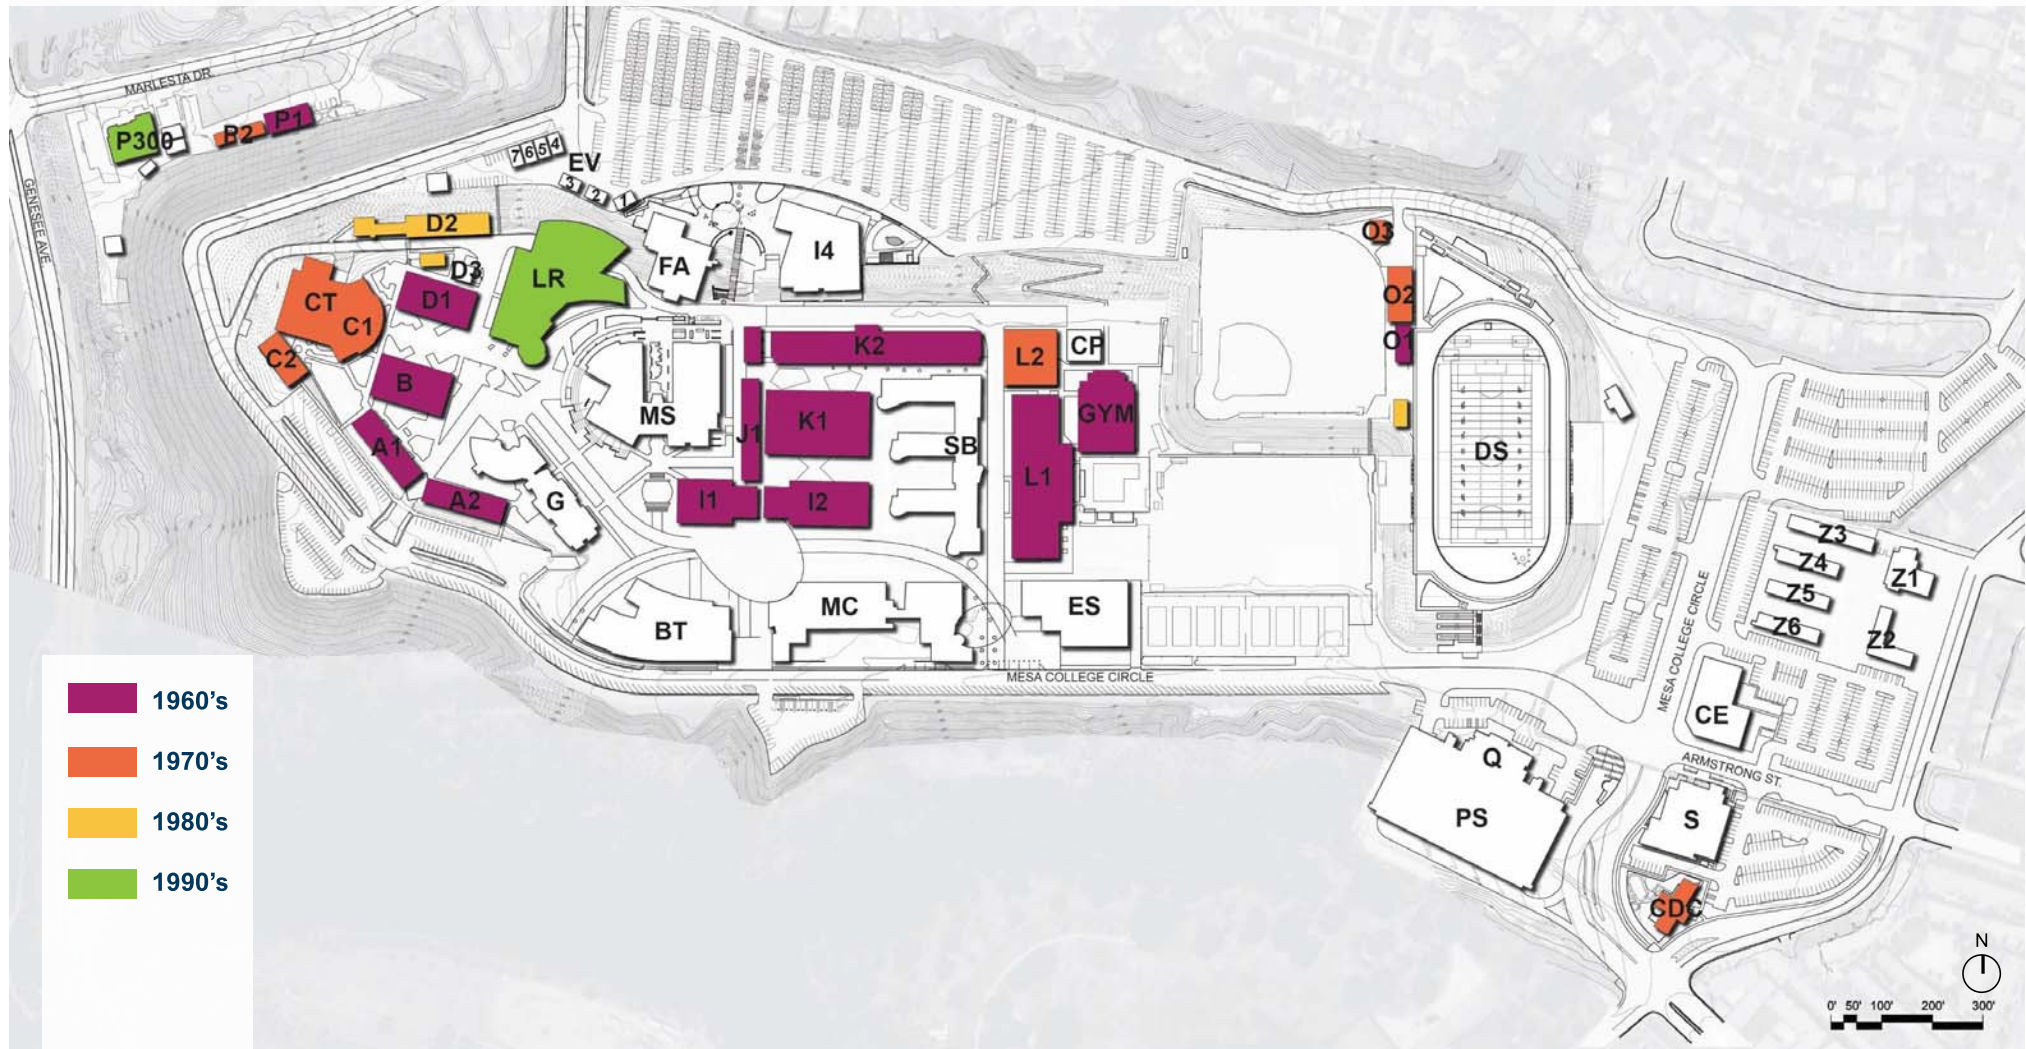 MARLESTA DR.
P300
P2
P1
GENESEE AVE.
7 6 5 4
EV
3 2 1
D2
D3
D1
LR
FA
I4
CT
C1
C2
B
A1
A2
G
MS
K2
K1
J1
I1
I2
SB
L2
CP
GYM
L1
O3
O2
O1
DS
BT
MC
ES
MESA COLLEGE CIRCLE
MESA COLLEGE CIRCLE
Z3
Z4
Z5
Z6
Z1
Z2
CE
ARMSTRONG ST.
Q
PS
S
CDC
1960's
1970's
1980's
1990's
N
0' 50' 100' 200' 300'